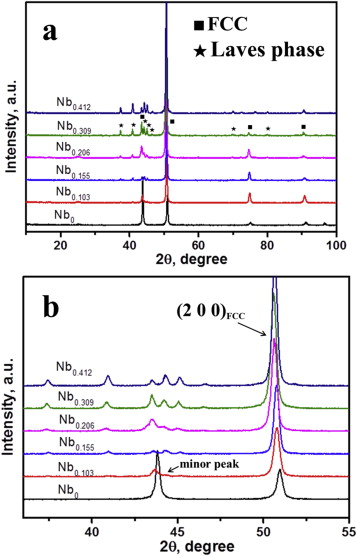 a
■ FCC
★ Laves phase
Intensity, a.u.
Nb0.412
Nb0.309
Nb0.206
Nb0.155
Nb0.103
Nb0
20 40 60 80 100
2θ, degree
b
(2 0 0)FCC
Intensity, a.u.
Nb0.412
Nb0.309
Nb0.206
Nb0.155
Nb0.103
minor peak
Nb0
40 45 50 55
2θ, degree